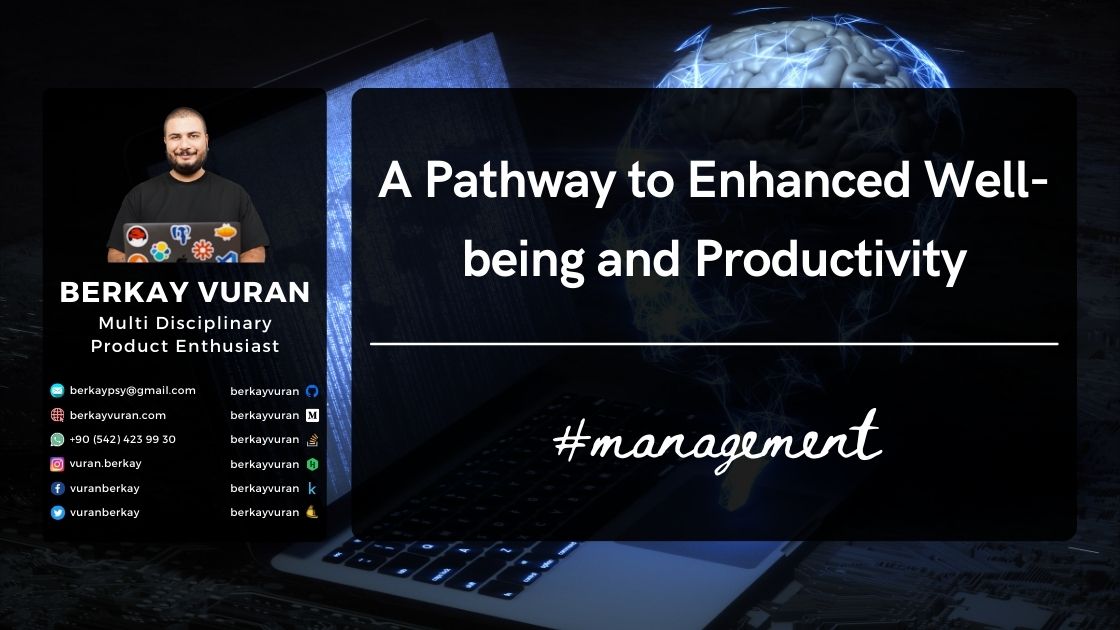 BERKAY VURAN
Multi Disciplinary
Product Enthusiast
berkaypsy@gmail.com
berkayvuran
berkayvuran.com
berkayvuran
M
+90 (542) 423 99 30
berkayvuran
vuran.berkay
berkayvuran
H
vuranberkay
berkayvuran
k
vuranberkay
berkayvuran
A Pathway to Enhanced Well-
being and Productivity
#management